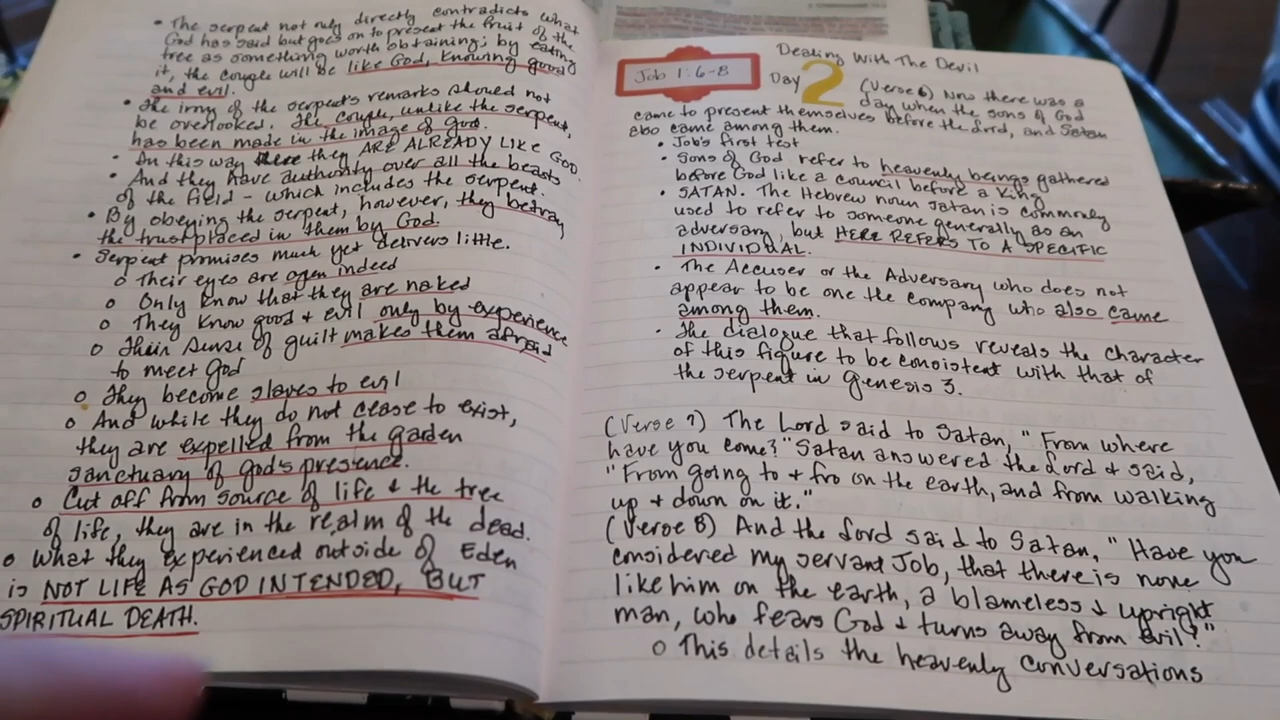 • The serpent not only directly contradicts what
God has said but goes on to present the fruit of the
tree as something worth obtaining; by eating
it, the couple will be like God, knowing good
and evil.
• The irony of the serpent's remarks should not
be overlooked. The couple, unlike the serpent,
has been made in the image of God.
• In this way they ARE ALREADY LIKE GOD.
• And they have authority over all the beasts
of the field - which includes the serpent.
• By obeying the serpent, however, they betray
the trust placed in them by God.
• Serpent promises much yet delivers little.
o Their eyes are open indeed
o Only know that they are naked
o They know good + evil only by experience
o Their sense of guilt makes them afraid
to meet God
o They become slaves to evil
o And while they do not cease to exist,
they are expelled from the garden
sanctuary of God's presence.
o Cut off from source of life & the tree
of life, they are in the realm of the dead.
o What they experienced outside of Eden
is NOT LIFE AS GOD INTENDED, BUT
SPIRITUAL DEATH.
Dealing With The Devil
Job 1:6-8 Day 2
(Verse 6) Now there was a
day when the sons of God
came to present themselves before the Lord, and Satan
also came among them.
• Job's first test
• Sons of God refer to heavenly beings gathered
before God like a council before a King
• SATAN. The Hebrew noun satan is commonly
used to refer to someone generally as an
adversary, but HERE REFERS TO A SPECIFIC
INDIVIDUAL.
• The Accuser or the Adversary who does not
appear to be one the company who also came
among them.
• The dialogue that follows reveals the character
of this figure to be consistent with that of
the serpent in Genesis 3.
(Verse 7) The Lord said to Satan, "From where
have you come?" Satan answered the Lord & said,
"From going to + fro on the earth, and from walking
up + down on it."
(Verse 8) And the Lord said to Satan, "Have you
considered my servant Job, that there is none
like him on the earth, a blameless & upright
man, who fears God & turns away from evil?"
o This details the heavenly conversations